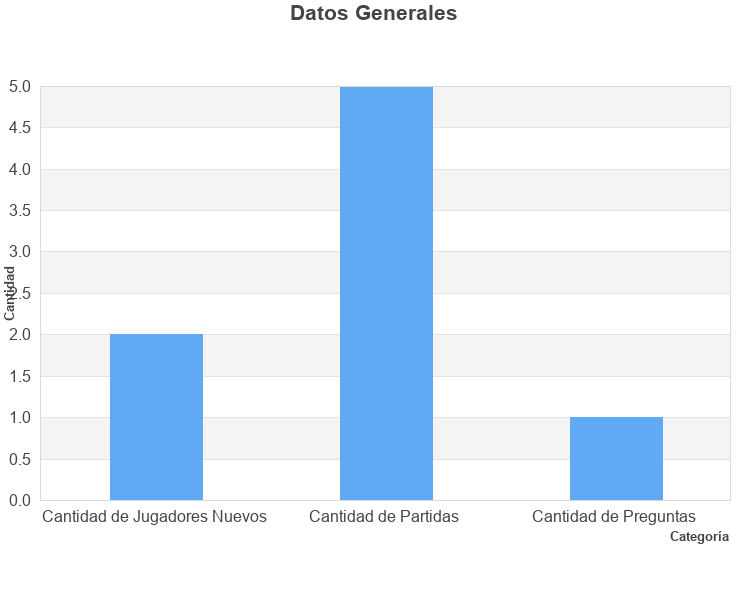 Datos Generales
5.0
4.5
4.0
3.5
3.0
2.5
2.0
1.5
1.0
0.5
0.0
Cantidad
Cantidad de Jugadores Nuevos
Cantidad de Partidas
Cantidad de Preguntas
Categoría